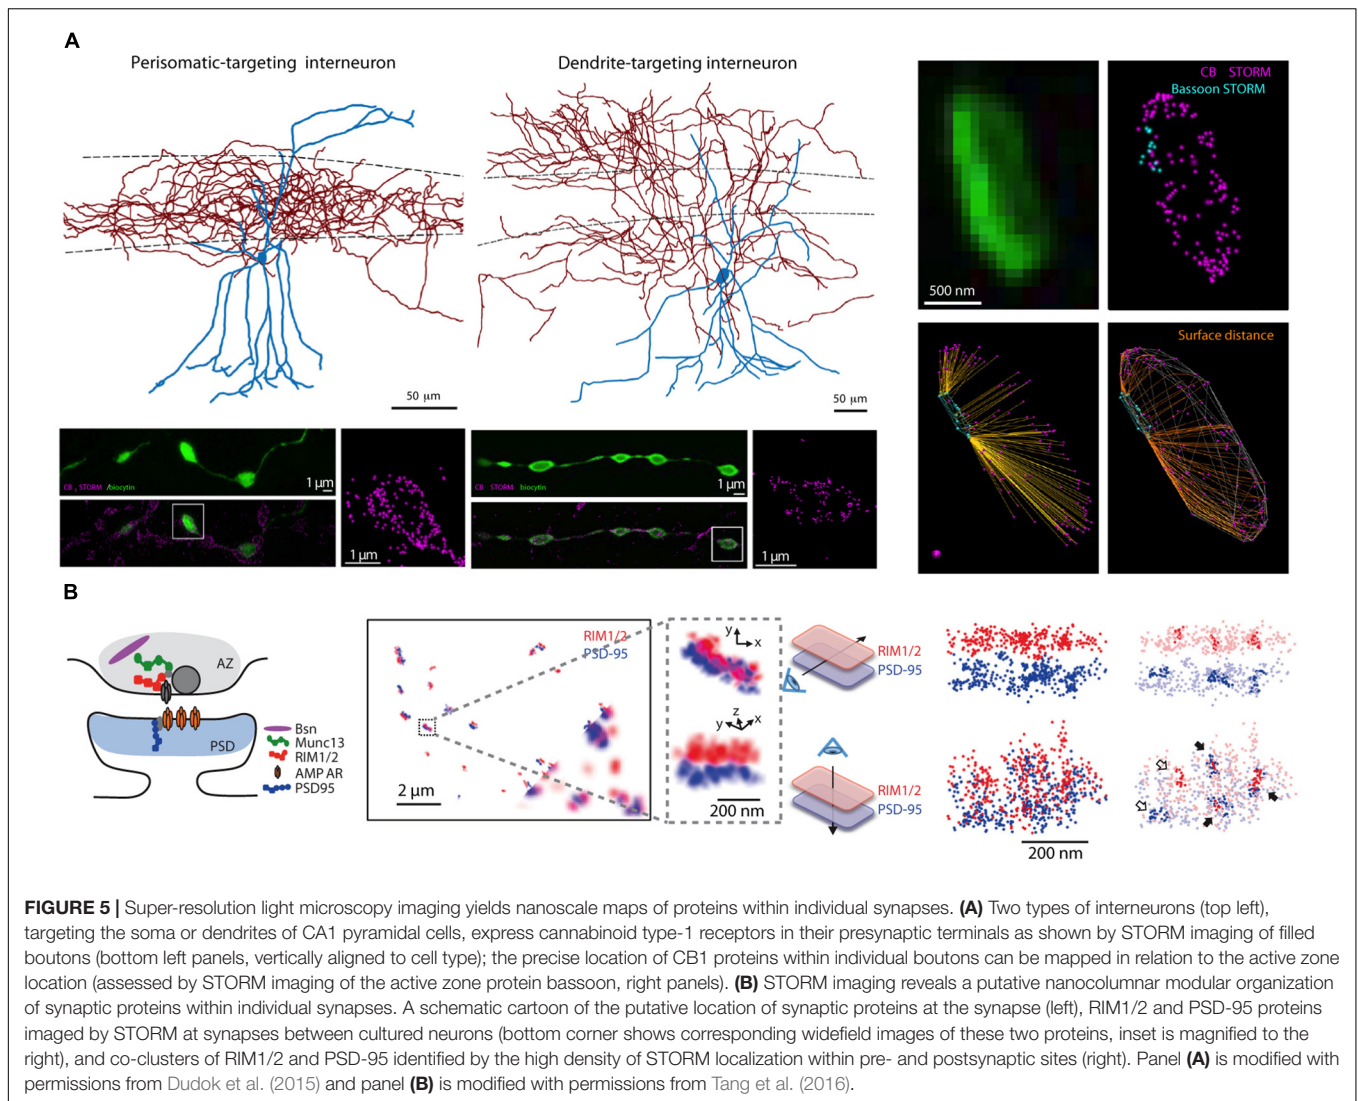 A
Perisomatic-targeting interneuron
Dendrite-targeting interneuron
50 µm
50 µm
CB STORM
Bassoon STORM
500 nm
Surface distance
1 µm
CB, STORM /biocytin
1 µm
1 µm
CB STORM biocytin
1 µm
B
AZ
PSD
Bsn
Munc13
RIM1/2
AMP AR
PSD95
RIM1/2
PSD-95
2 µm
y
x
z
y
x
200 nm
RIM1/2
PSD-95
RIM1/2
PSD-95
200 nm
FIGURE 5 | Super-resolution light microscopy imaging yields nanoscale maps of proteins within individual synapses. (A) Two types of interneurons (top left),
targeting the soma or dendrites of CA1 pyramidal cells, express cannabinoid type-1 receptors in their presynaptic terminals as shown by STORM imaging of filled
boutons (bottom left panels, vertically aligned to cell type); the precise location of CB1 proteins within individual boutons can be mapped in relation to the active zone
location (assessed by STORM imaging of the active zone protein bassoon, right panels). (B) STORM imaging reveals a putative nanocolumnar modular organization
of synaptic proteins within individual synapses. A schematic cartoon of the putative location of synaptic proteins at the synapse (left), RIM1/2 and PSD-95 proteins
imaged by STORM at synapses between cultured neurons (bottom corner shows corresponding widefield images of these two proteins, inset is magnified to the
right), and co-clusters of RIM1/2 and PSD-95 identified by the high density of STORM localization within pre- and postsynaptic sites (right). Panel (A) is modified with
permissions from Dudok et al. (2015) and panel (B) is modified with permissions from Tang et al. (2016).